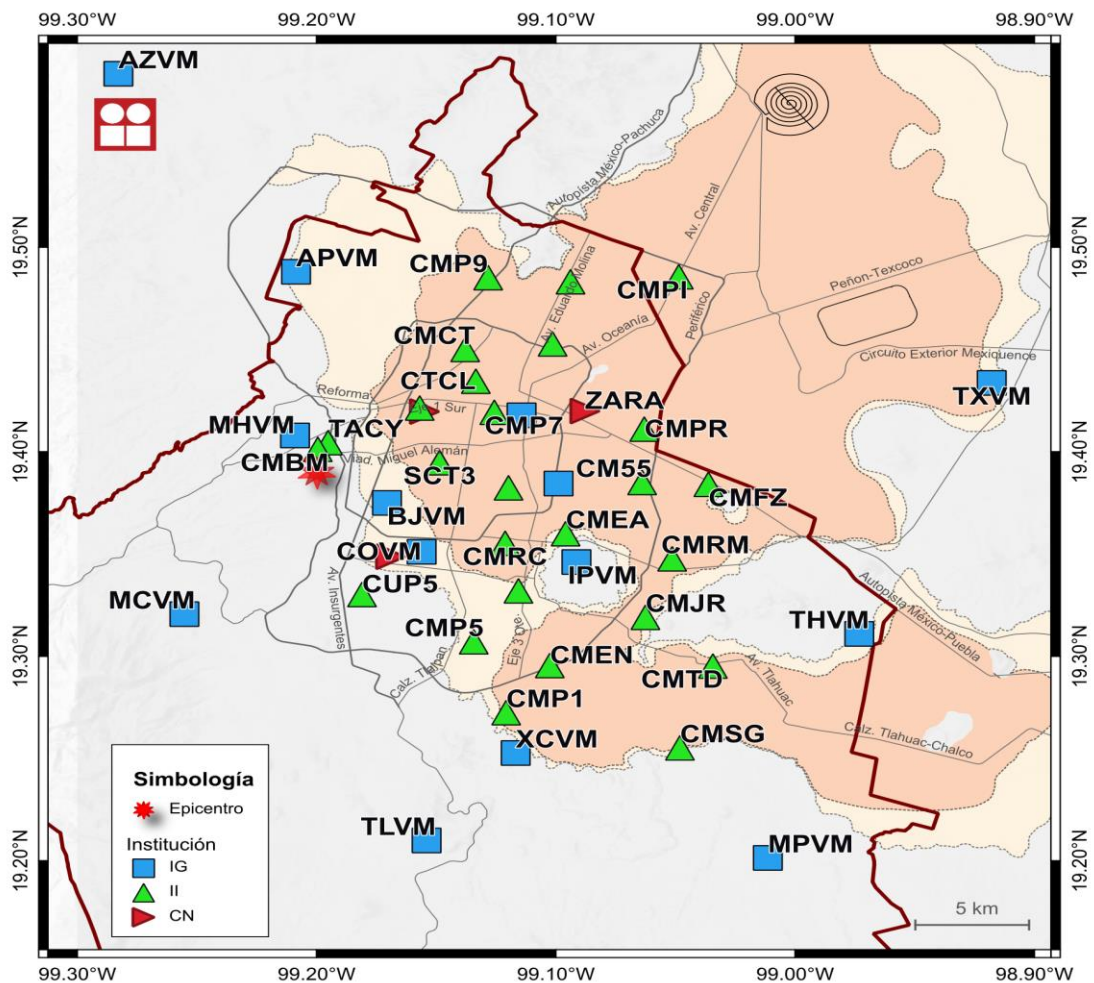 99.30°W
99.20°W
99.10°W
99.00°W
98.90°W
AZVM
Autopista México-Pachuca
Av. Central
19.50°N
19.50°N
APVM
CMP9
Av. Eduardo Molina
CMPI
Peñon-Texcoco
Periférico
Av. Oceanía
CMCT
Circuito Exterior Mexiquence
CTCL
Reforma
TXVM
ZARA
Eje 1 Sur
MHVM
TACY
CMP7
CMPR
19.40°N
19.40°N
CMBM
Viad. Miguel Alemán
SCT3
CM55
CMFZ
BJVM
CMEA
COVM
CMRC
CMRM
IPVM
CUP5
Av. Insurgentes
Autopista México-Puebla
MCVM
CMJR
THVM
CMP5
Eje 3 Ote
19.30°N
19.30°N
Calz. Tlalpan
CMEN
CMTD
Av. Tlahuac
CMP1
XCVM
CMSG
Calz. Tlahuac-Chalco
Simbología
Epicentro
Institución
IG
II
CN
TLVM
MPVM
19.20°N
19.20°N
5 km
99.30°W
99.20°W
99.10°W
99.00°W
98.90°W